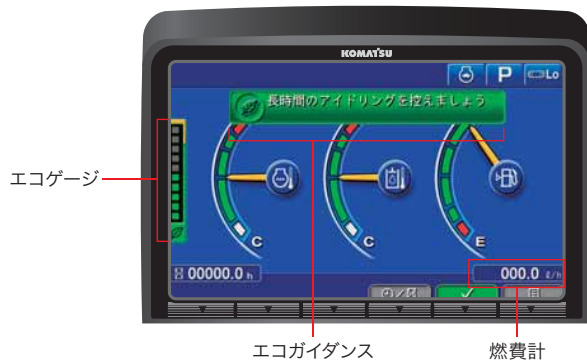 KOMATSU
P
Lo
長時間のアイドリングを控えましょう
エコゲージ
C
C
E
00000.0 h
000.0 ℓ/h
エコガイダンス
燃費計